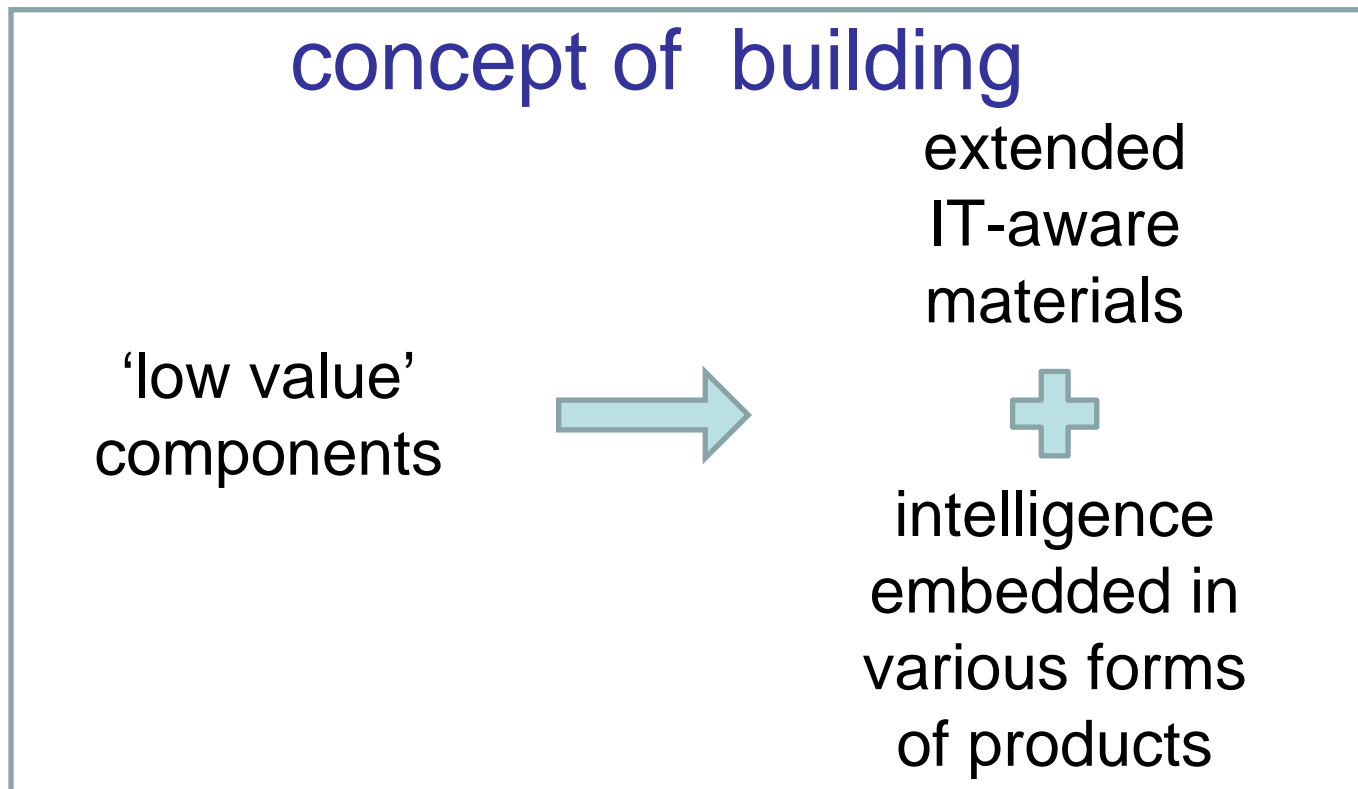 concept of  building
‘low value’
components
extended
IT-aware
materials
intelligence
embedded in
various forms
of products